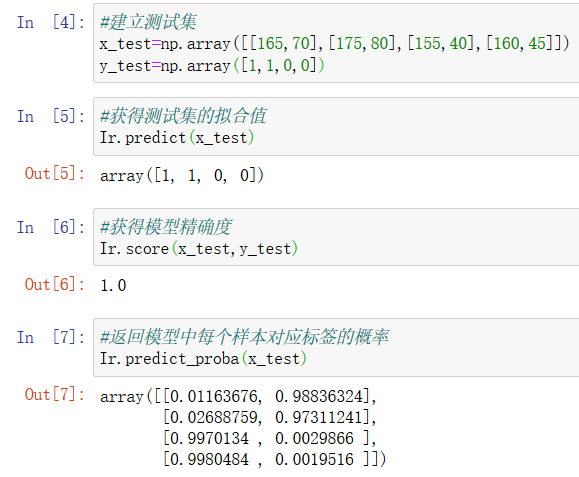 In [4]: #建立测试集
x_test=np.array([[165,70],[175,80],[155,40],[160,45]])
y_test=np.array([1,1,0,0])
In [5]: #获得测试集的拟合值
Ir.predict(x_test)
Out[5]: array([1, 1, 0, 0])
In [6]: #获得模型精确度
Ir.score(x_test,y_test)
Out[6]: 1.0
In [7]: #返回模型中每个样本对应标签的概率
Ir.predict_proba(x_test)
Out[7]: array([[0.01163676, 0.98836324],
[0.02688759, 0.97311241],
[0.9970134 , 0.0029866 ],
[0.9980484 , 0.0019516 ]])